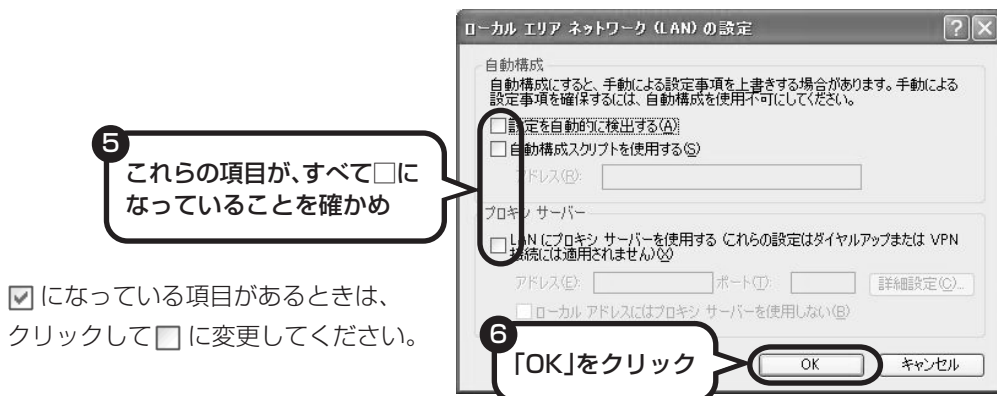 ローカル エリア ネットワーク (LAN) の設定
自動構成
自動構成にすると、手動による設定事項を上書きする場合があります。手動による
設定事項を確保するには、自動構成を使用不可にしてください。
□設定を自動的に検出する(A)
□自動構成スクリプトを使用する(S)
アドレス(R):
5
これらの項目が、すべて□に
なっていることを確かめ
プロキシ サーバー
□LAN にプロキシ サーバーを使用する (これらの設定はダイヤルアップまたは VPN
接続には適用されません)(X)
アドレス(E):
ポート(T):
詳細設定(C)...
□ローカル アドレスにはプロキシ サーバーを使用しない(B)
☑ になっている項目があるときは、
クリックして□に変更してください。
6
「OK」をクリック
OK
キャンセル